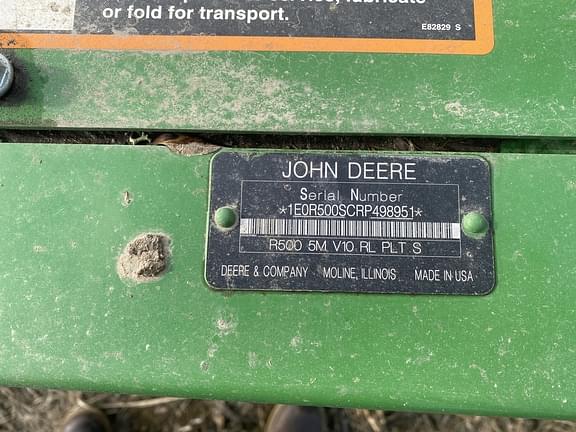 or fold for transport.
E82829 S
JOHN DEERE
Serial Number
*1E0R500SCRP498951*
R500 5M V10 RL PLT S
DEERE & COMPANY MOLINE, ILLINOIS MADE IN USA